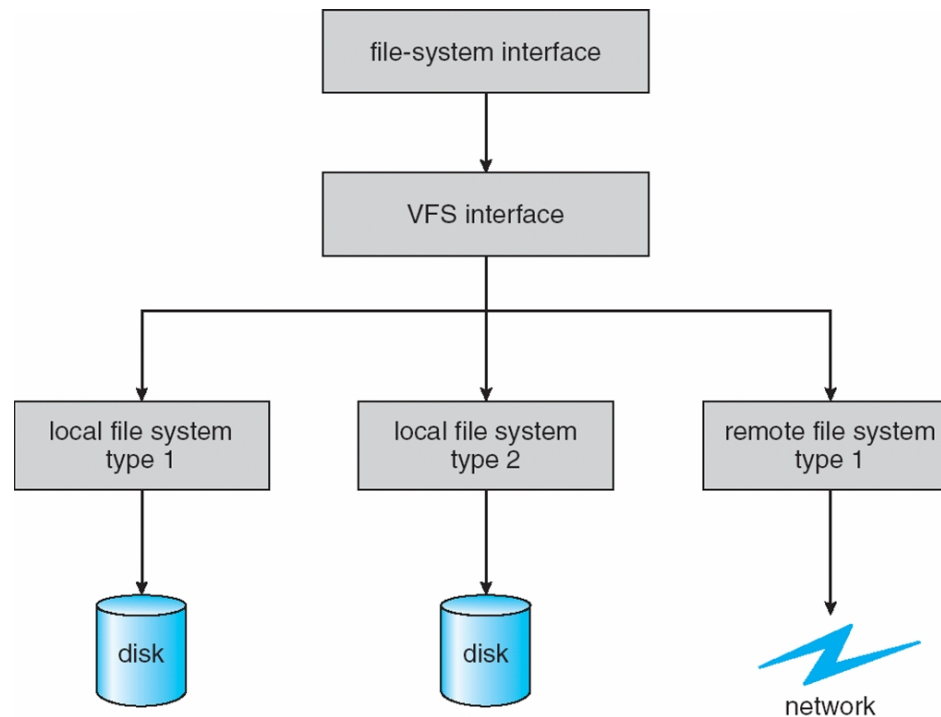 file-system interface
VFS interface
local file system
type 1
local file system
type 2
remote file system
type 1
disk
disk
network